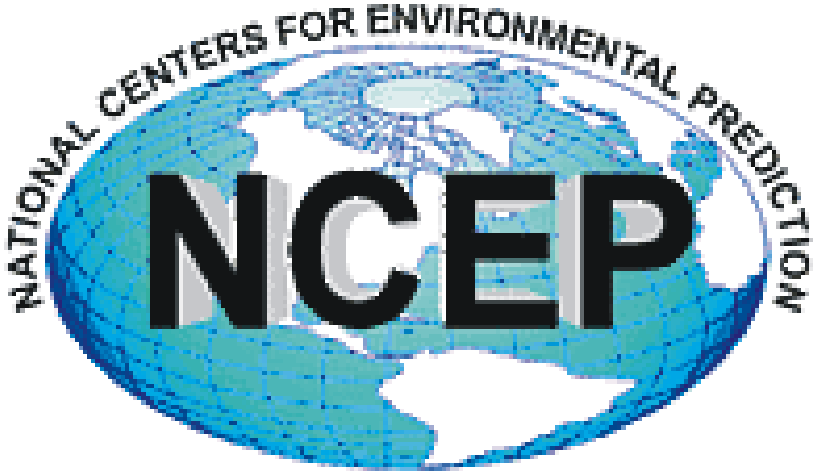 NATIONAL CENTERS FOR ENVIRONMENTAL PREDICTION
NCEP